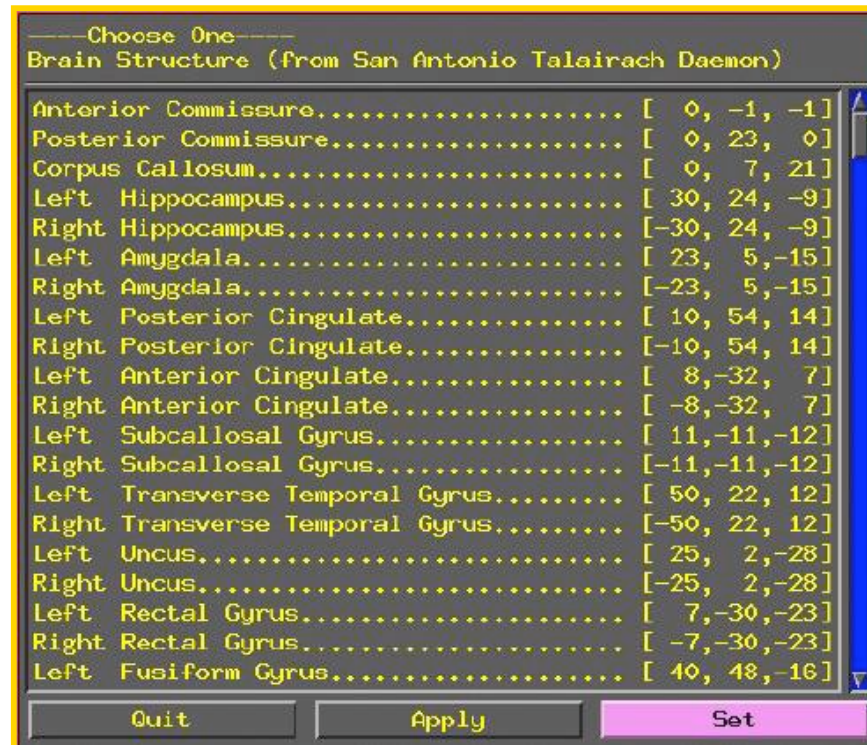 ----Choose One----
Brain Structure (from San Antonio Talairach Daemon)
Anterior Commissure..................... [  0, -1, -1]
Posterior Commissure.................... [  0, 23,  0]
Corpus Callosum......................... [  0,  7, 21]
Left  Hippocampus....................... [ 30, 24, -9]
Right Hippocampus....................... [-30, 24, -9]
Left  Amygdala.......................... [ 23,  5,-15]
Right Amygdala.......................... [-23,  5,-15]
Left  Posterior Cingulate............... [ 10, 54, 14]
Right Posterior Cingulate............... [-10, 54, 14]
Left  Anterior Cingulate................ [  8,-32,  7]
Right Anterior Cingulate................ [ -8,-32,  7]
Left  Subcallosal Gyrus................. [ 11,-11,-12]
Right Subcallosal Gyrus................. [-11,-11,-12]
Left  Transverse Temporal Gyrus......... [ 50, 22, 12]
Right Transverse Temporal Gyrus......... [-50, 22, 12]
Left  Uncus............................. [ 25,  2,-28]
Right Uncus............................. [-25,  2,-28]
Left  Rectal Gyrus...................... [  7,-30,-23]
Right Rectal Gyrus...................... [ -7,-30,-23]
Left  Fusiform Gyrus.................... [ 40, 48,-16]
Quit Apply Set